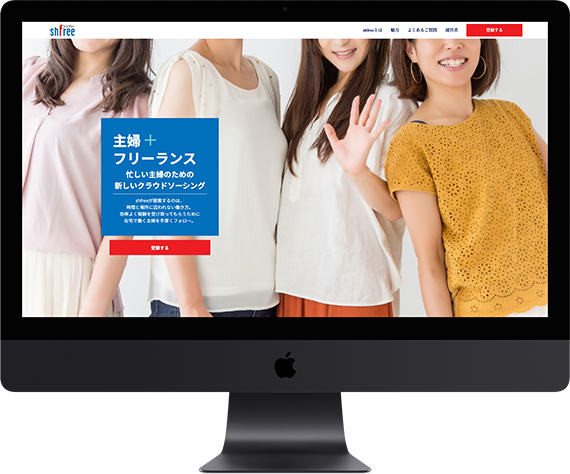 シュフリー
shfree
shfreeとは 魅力 よくあるご質問 運営者 登録する
主婦＋
フリーランス
忙しい主婦のための
新しいクラウドソーシング
shfreeが提案するのは、
時間と場所に囚われない働き方。
効率よく報酬を受け取ってもらうために
在宅で働く主婦を手厚くフォロー。
登録する